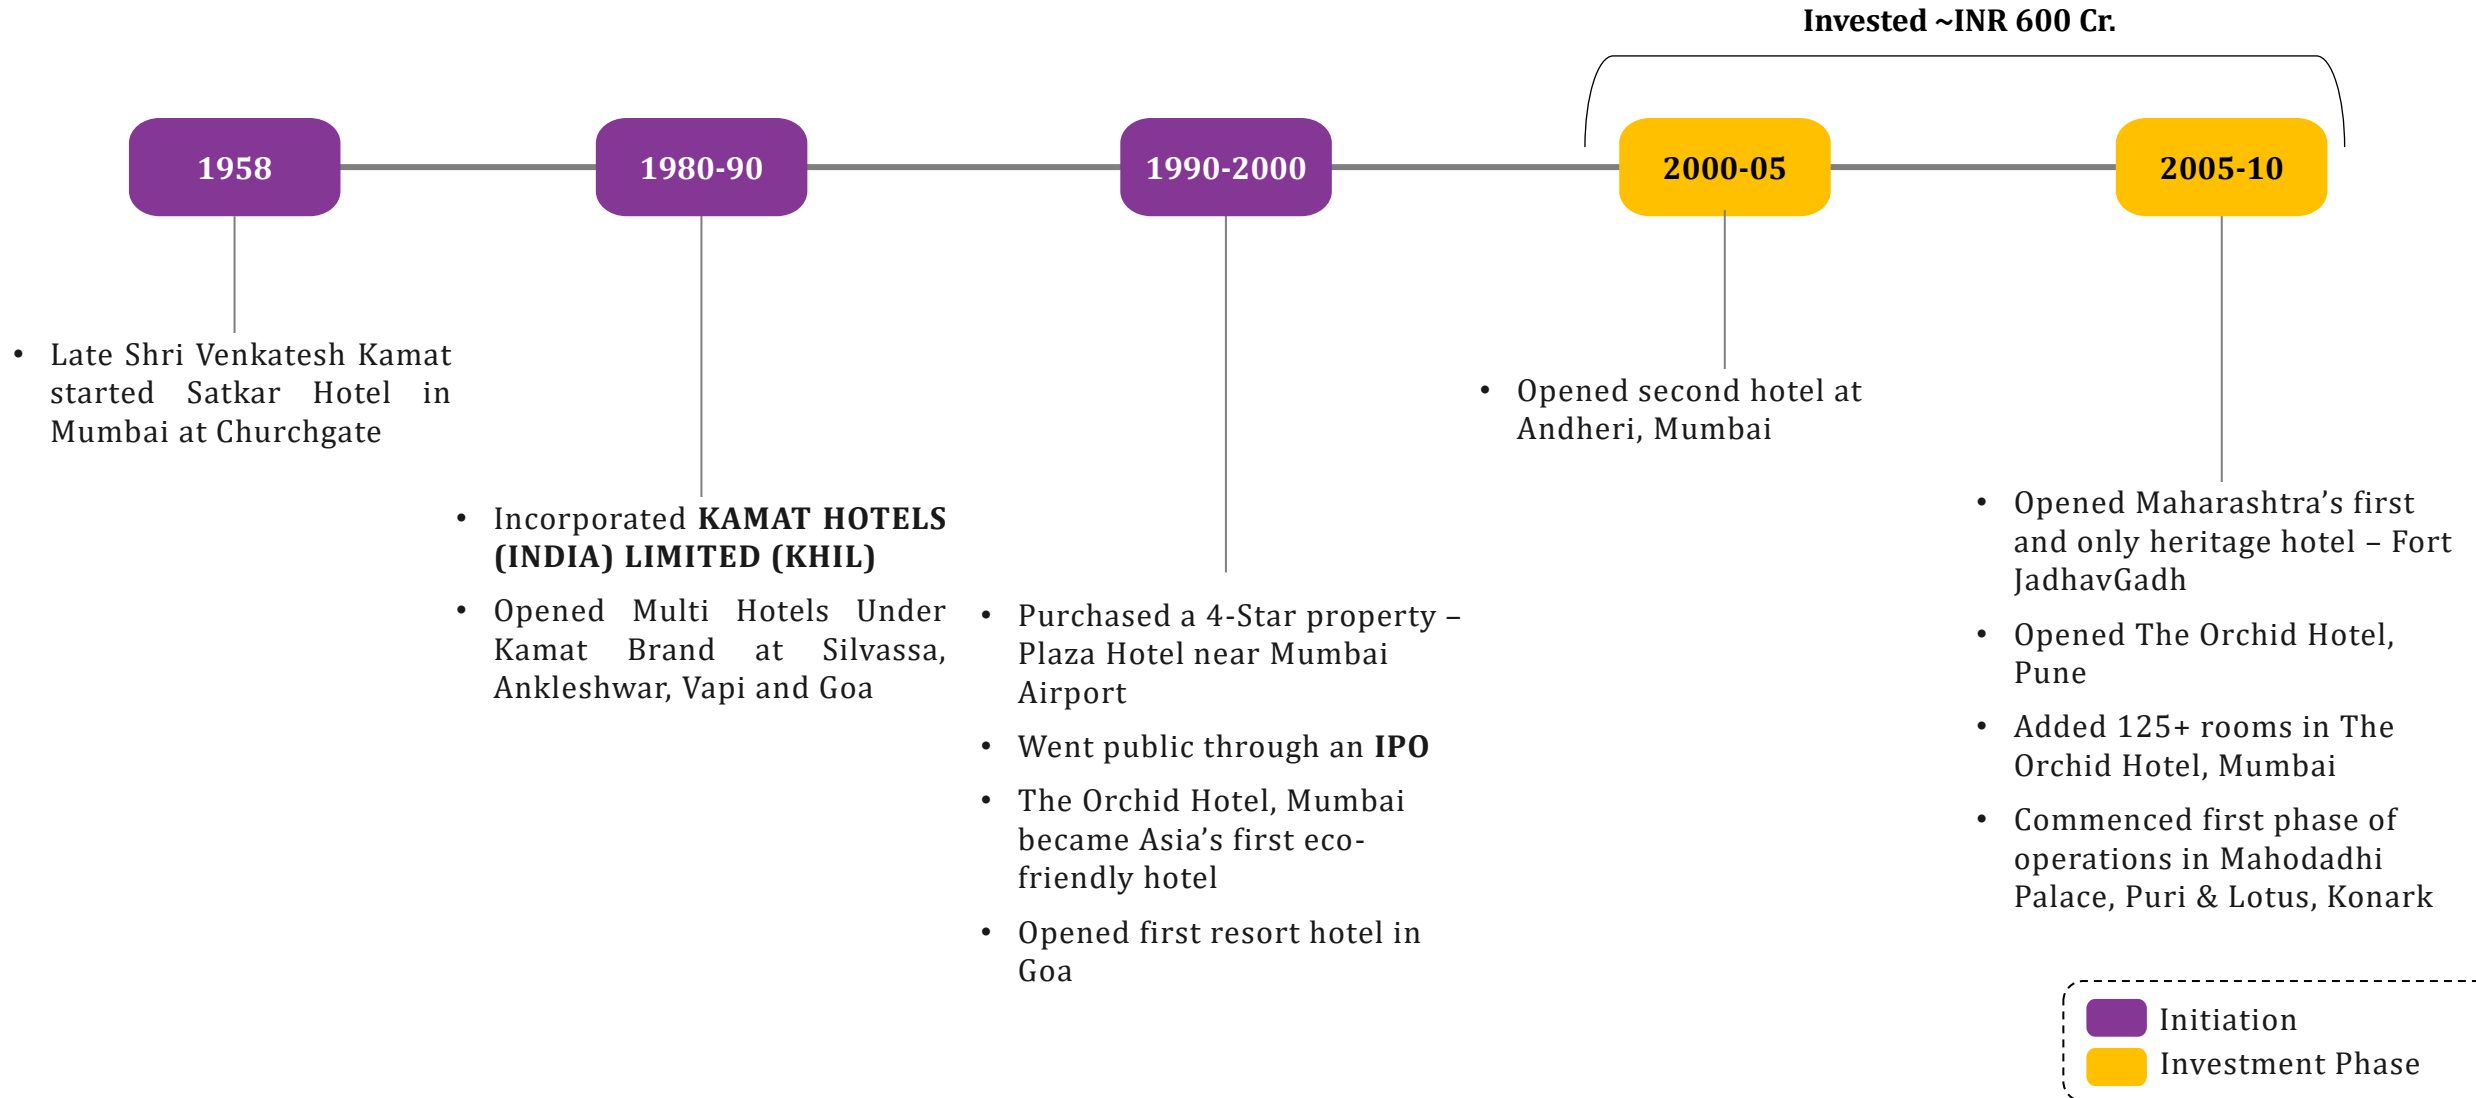 Invested ~INR 600 Cr.
1958
1980-90
1990-2000
2000-05
2005-10
• Late Shri Venkatesh Kamat
started Satkar Hotel in
Mumbai at Churchgate
• Incorporated KAMAT HOTELS
(INDIA) LIMITED (KHIL)
• Opened Multi Hotels Under
Kamat Brand at Silvassa,
Ankleshwar, Vapi and Goa
• Purchased a 4-Star property –
Plaza Hotel near Mumbai
Airport
• Went public through an IPO
• The Orchid Hotel, Mumbai
became Asia’s first eco-
friendly hotel
• Opened first resort hotel in
Goa
• Opened second hotel at
Andheri, Mumbai
• Opened Maharashtra’s first
and only heritage hotel – Fort
JadhavGadh
• Opened The Orchid Hotel,
Pune
• Added 125+ rooms in The
Orchid Hotel, Mumbai
• Commenced first phase of
operations in Mahodadhi
Palace, Puri & Lotus, Konark
Initiation
Investment Phase